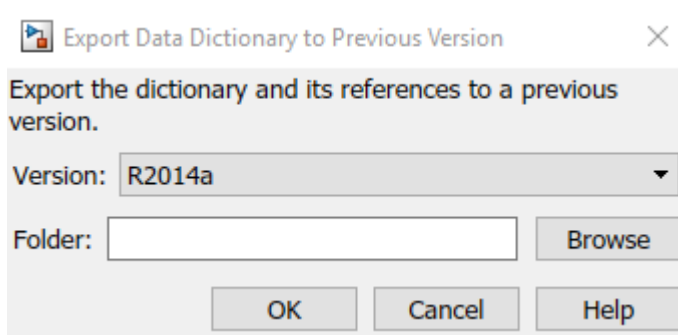 Export Data Dictionary to Previous Version
Export the dictionary and its references to a previous
version.
Version: R2014a
Folder: Browse
OK Cancel Help